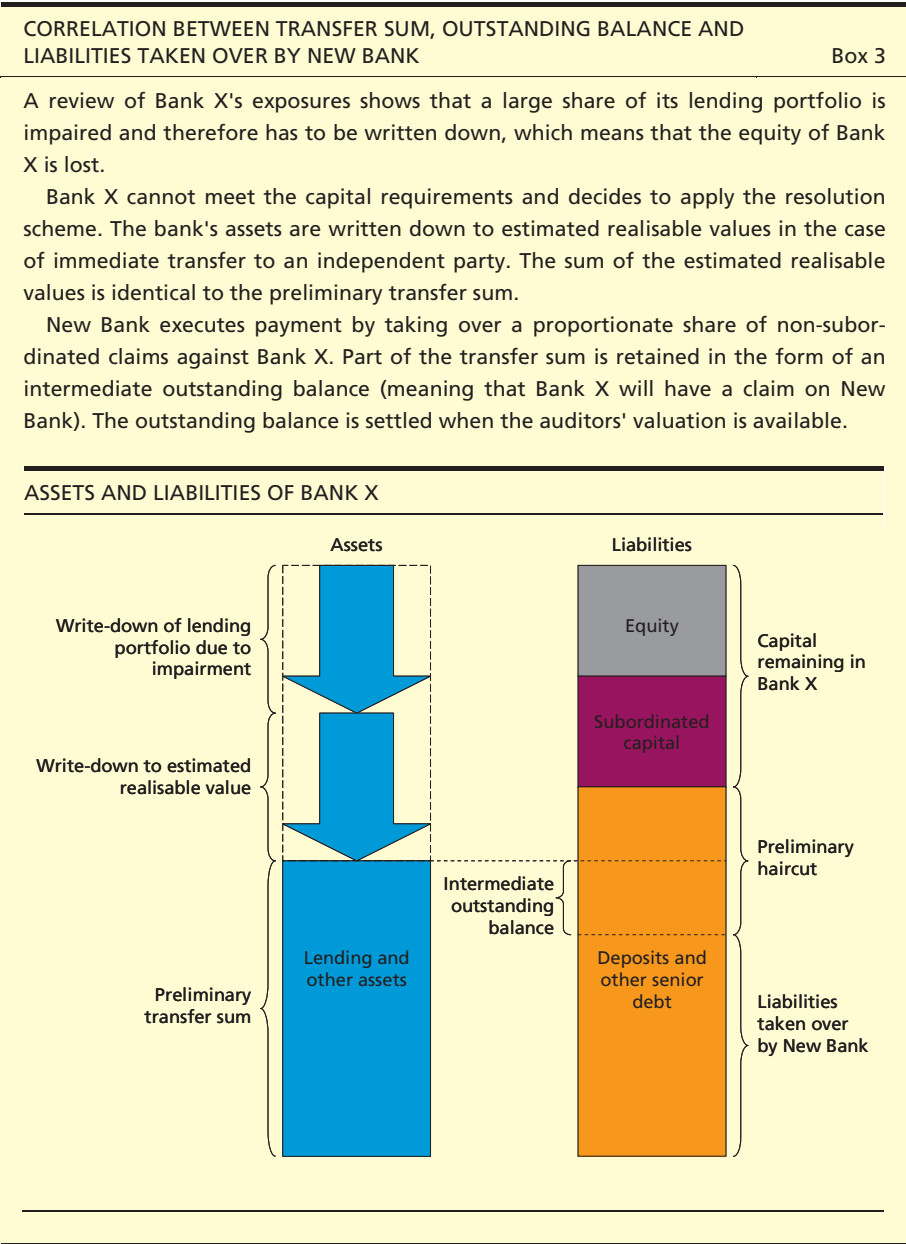 CORRELATION BETWEEN TRANSFER SUM, OUTSTANDING BALANCE AND
LIABILITIES TAKEN OVER BY NEW BANK Box 3
A review of Bank X's exposures shows that a large share of its lending portfolio is
impaired and therefore has to be written down, which means that the equity of Bank
X is lost.
Bank X cannot meet the capital requirements and decides to apply the resolution
scheme. The bank's assets are written down to estimated realisable values in the case
of immediate transfer to an independent party. The sum of the estimated realisable
values is identical to the preliminary transfer sum.
New Bank executes payment by taking over a proportionate share of non-subor-
dinated claims against Bank X. Part of the transfer sum is retained in the form of an
intermediate outstanding balance (meaning that Bank X will have a claim on New
Bank). The outstanding balance is settled when the auditors' valuation is available.
ASSETS AND LIABILITIES OF BANK X
Assets
Liabilities
Write-down of lending
portfolio due to
impairment
Equity
Capital
remaining in
Bank X
Subordinated
capital
Write-down to estimated
realisable value
Preliminary
haircut
Intermediate
outstanding
balance
Lending and
other assets
Deposits and
other senior
debt
Preliminary
transfer sum
Liabilities
taken over
by New Bank